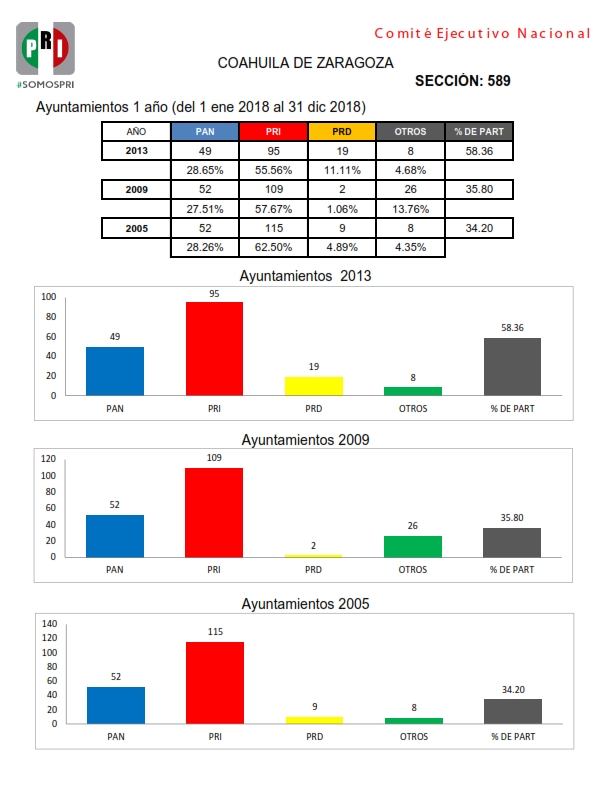 Comité Ejecutivo Nacional
PRI
#SOMOSPRI
COAHUILA DE ZARAGOZA
SECCIÓN: 589
Ayuntamientos 1 año (del 1 ene 2018 al 31 dic 2018)
AÑO PAN PRI PRD OTROS % DE PART
2013 49 95 19 8 58.36
28.65% 55.56% 11.11% 4.68%
2009 52 109 2 26 35.80
27.51% 57.67% 1.06% 13.76%
2005 52 115 9 8 34.20
28.26% 62.50% 4.89% 4.35%
Ayuntamientos 2013
100
80
60
40
20
0
49
95
19
8
58.36
PAN PRI PRD OTROS % DE PART
Ayuntamientos 2009
120
100
80
60
40
20
0
52
109
2
26
35.80
PAN PRI PRD OTROS % DE PART
Ayuntamientos 2005
140
120
100
80
60
40
20
0
52
115
9
8
34.20
PAN PRI PRD OTROS % DE PART